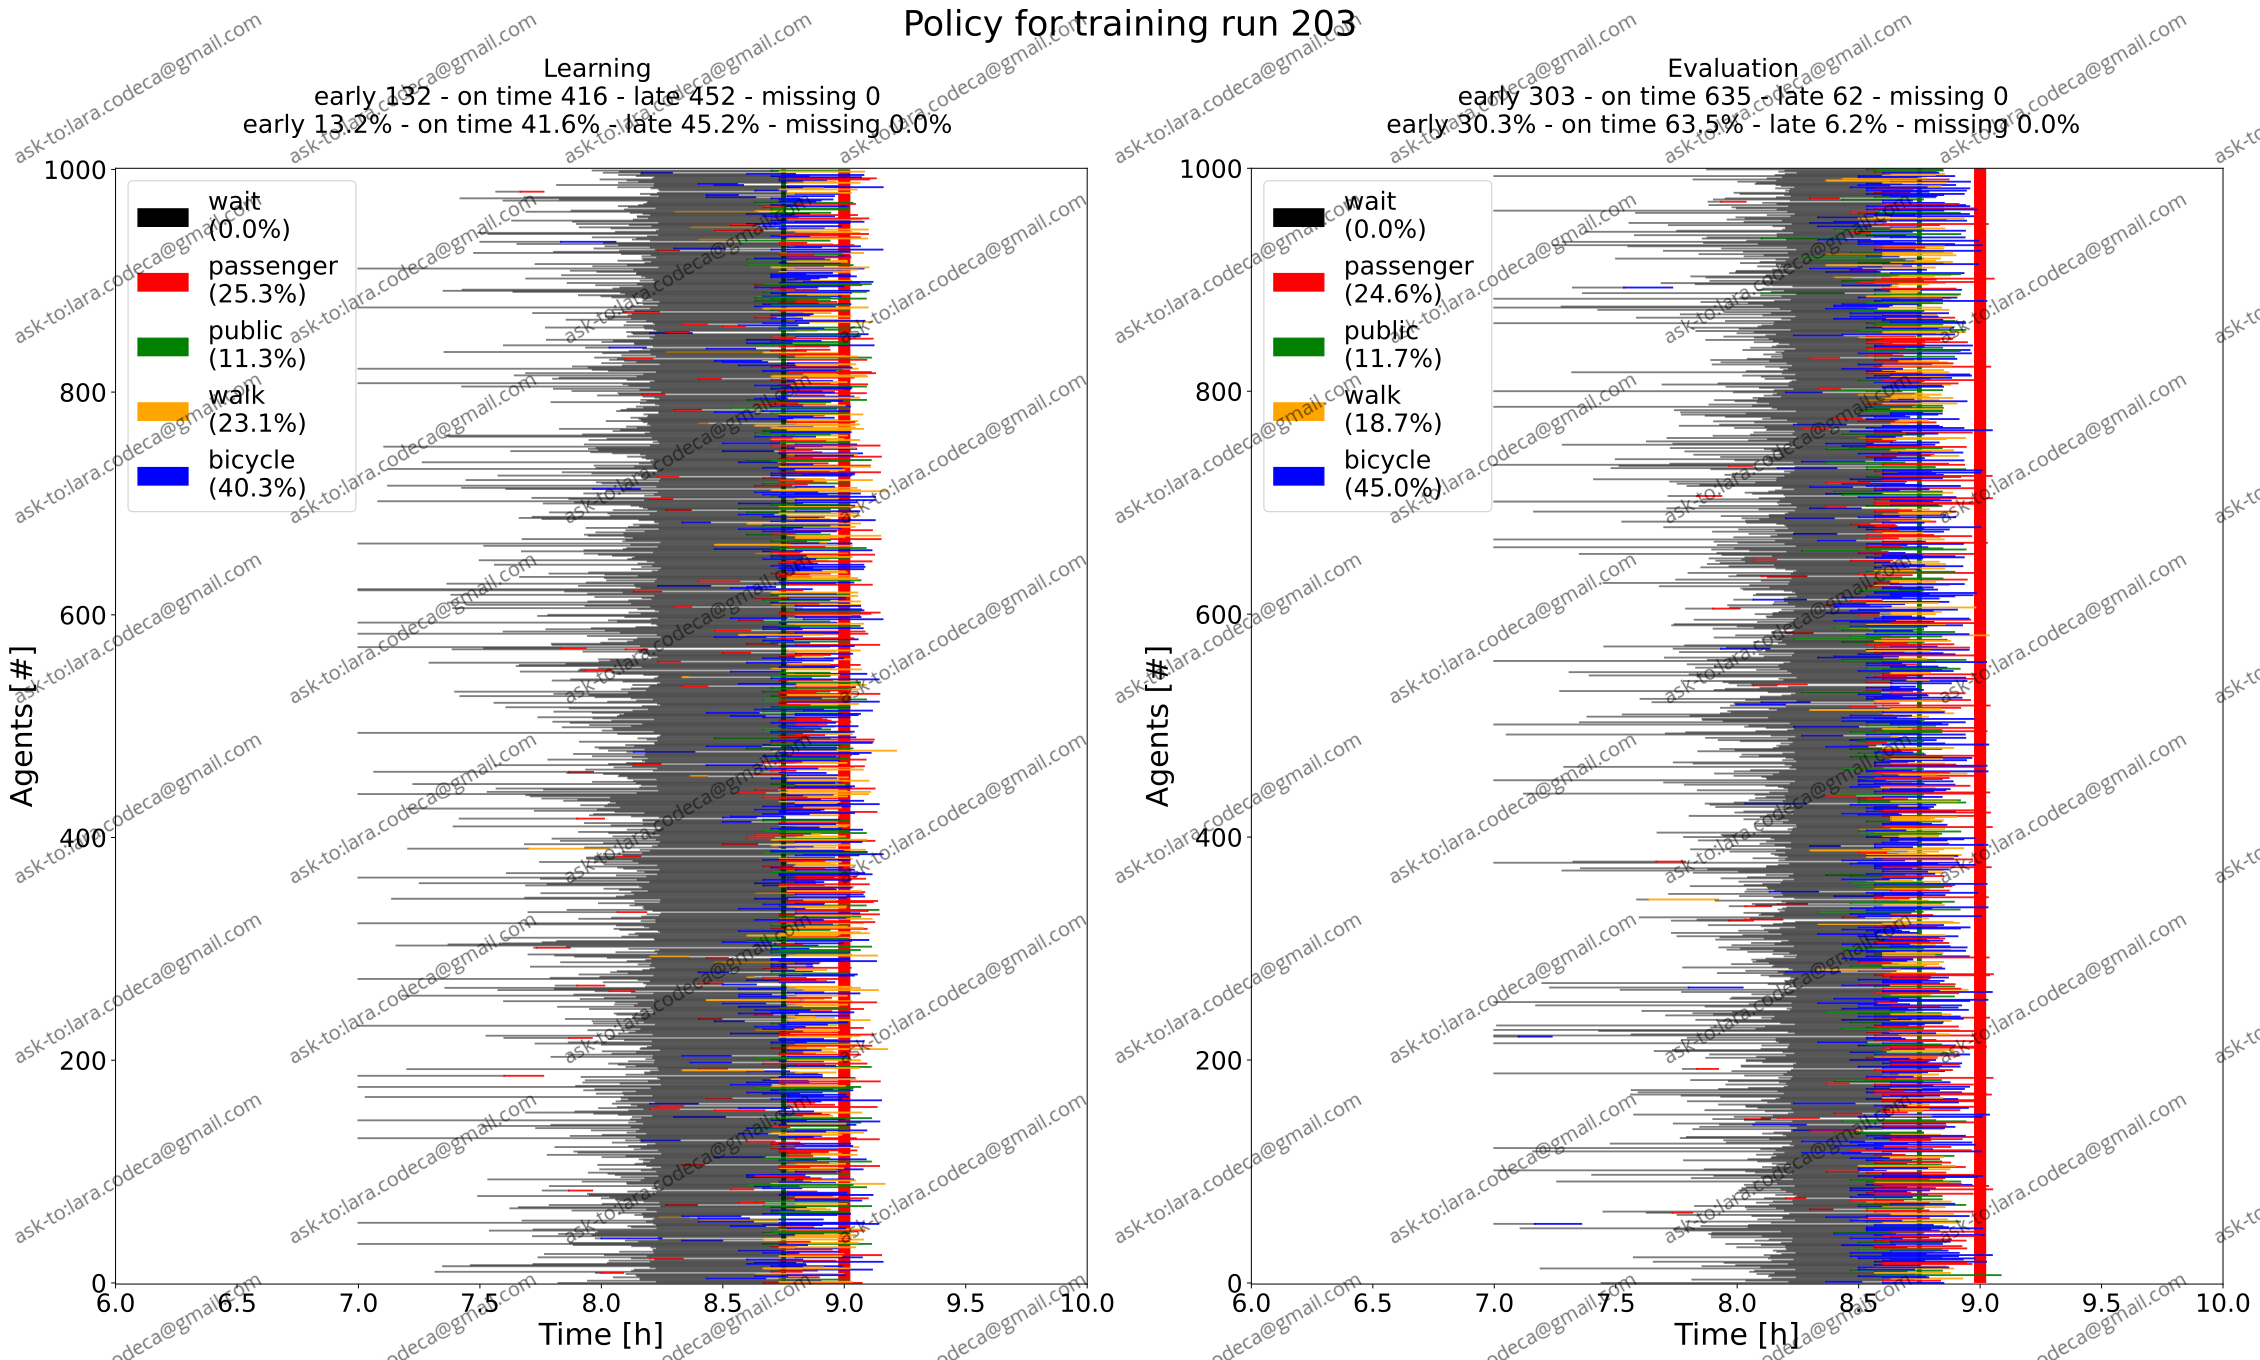 Policy for training run 203
Learning
early 132 - on time 416 - late 452 - missing 0
early 13.2% - on time 41.6% - late 45.2% - missing 0.0%
1000
800
600
400
200
0
Agents [#]
wait
(0.0%)
passenger
(25.3%)
public
(11.3%)
walk
(23.1%)
bicycle
(40.3%)
6.0 6.5 7.0 7.5 8.0 8.5 9.0 9.5 10.0
Time [h]
Evaluation
early 303 - on time 635 - late 62 - missing 0
early 30.3% - on time 63.5% - late 6.2% - missing 0.0%
1000
800
600
400
200
0
Agents [#]
wait
(0.0%)
passenger
(24.6%)
public
(11.7%)
walk
(18.7%)
bicycle
(45.0%)
6.0 6.5 7.0 7.5 8.0 8.5 9.0 9.5 10.0
Time [h]
ask-to:lara.codeca@gmail.com